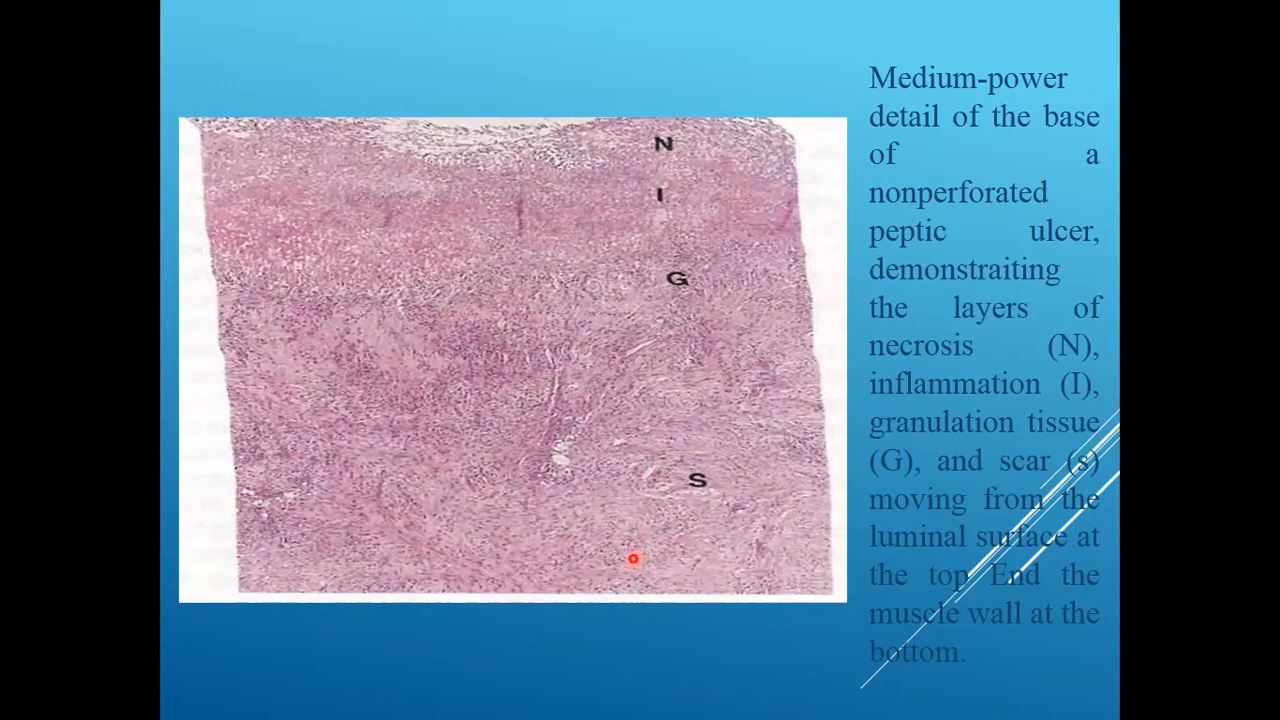 N
I
G
S
Medium-power
detail of the base
of a
nonperforated
peptic ulcer,
demonstraiting
the layers of
necrosis (N),
inflammation (I),
granulation tissue
(G), and scar (s)
moving from the
luminal surface at
the top End the
muscle wall at the
bottom.